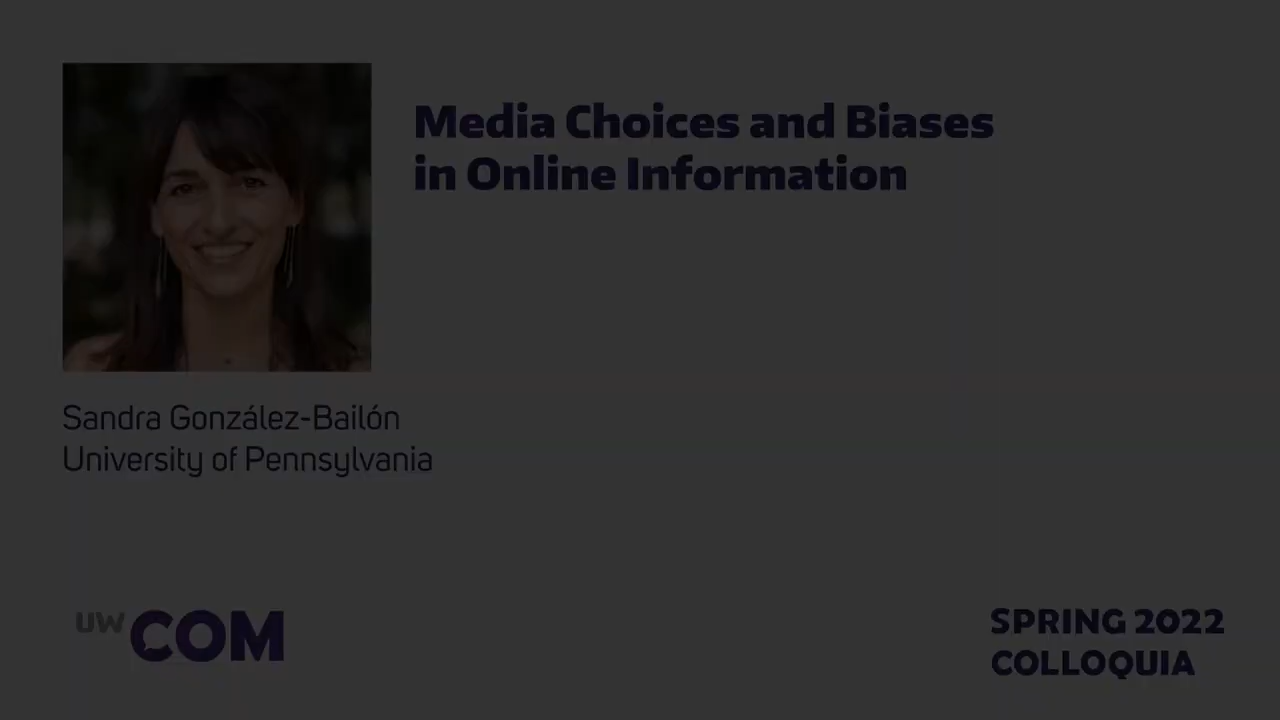 Media Choices and Biases
in Online Information
Sandra González-Bailón
University of Pennsylvania
UW COM
SPRING 2022
COLLOQUIA